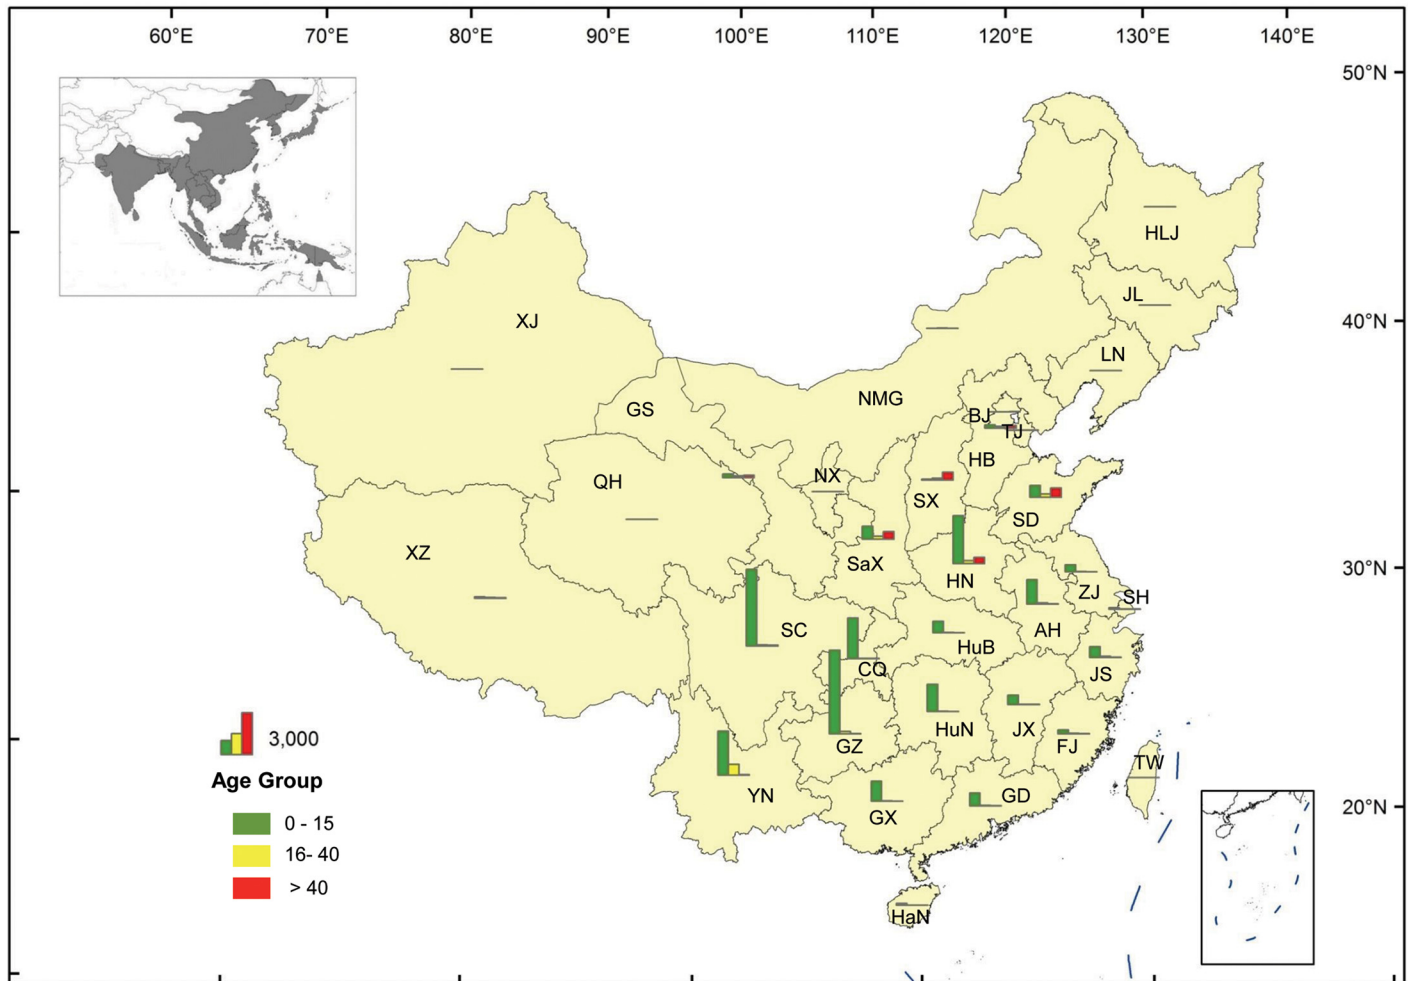 60°E 70°E 80°E 90°E 100°E 110°E 120°E 130°E 140°E
50°N
HLJ
JL
XJ
40°N
LN
NMG
GS
BJ
TJ
HB
NX
QH
SX
SD
XZ
SaX
30°N
HN
ZJ
SH
SC
AH
HuB
CQ
JS
HuN
JX
3,000
GZ
FJ
TW
Age Group
YN
GD
20°N
GX
0 - 15
16- 40
> 40
HaN